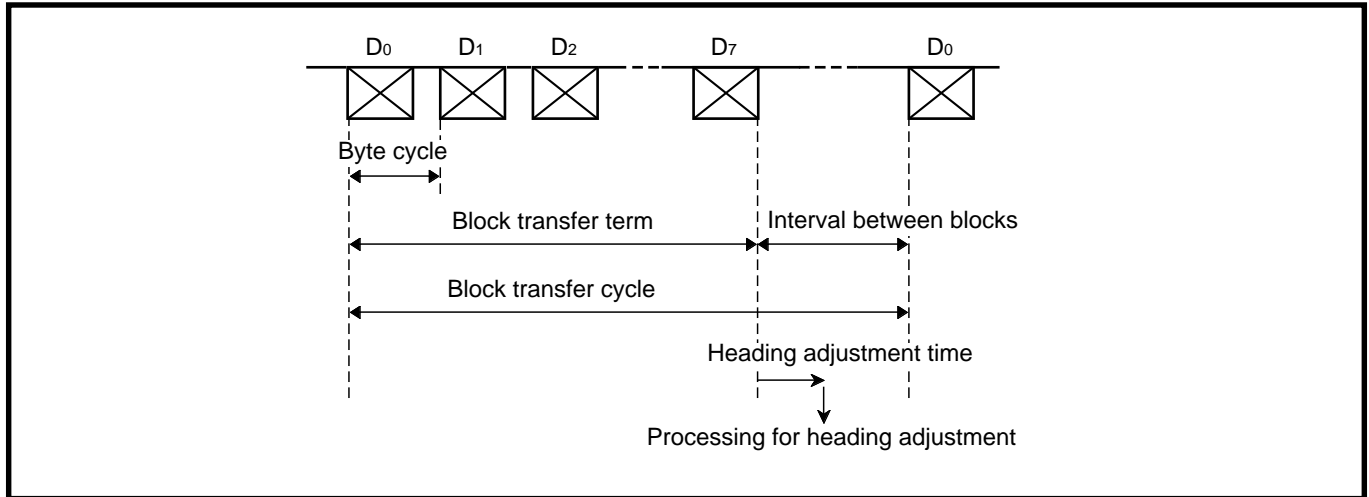 D0 D1 D2 D7 D0
Byte cycle
Block transfer term Interval between blocks
Block transfer cycle
Heading adjustment time
Processing for heading adjustment